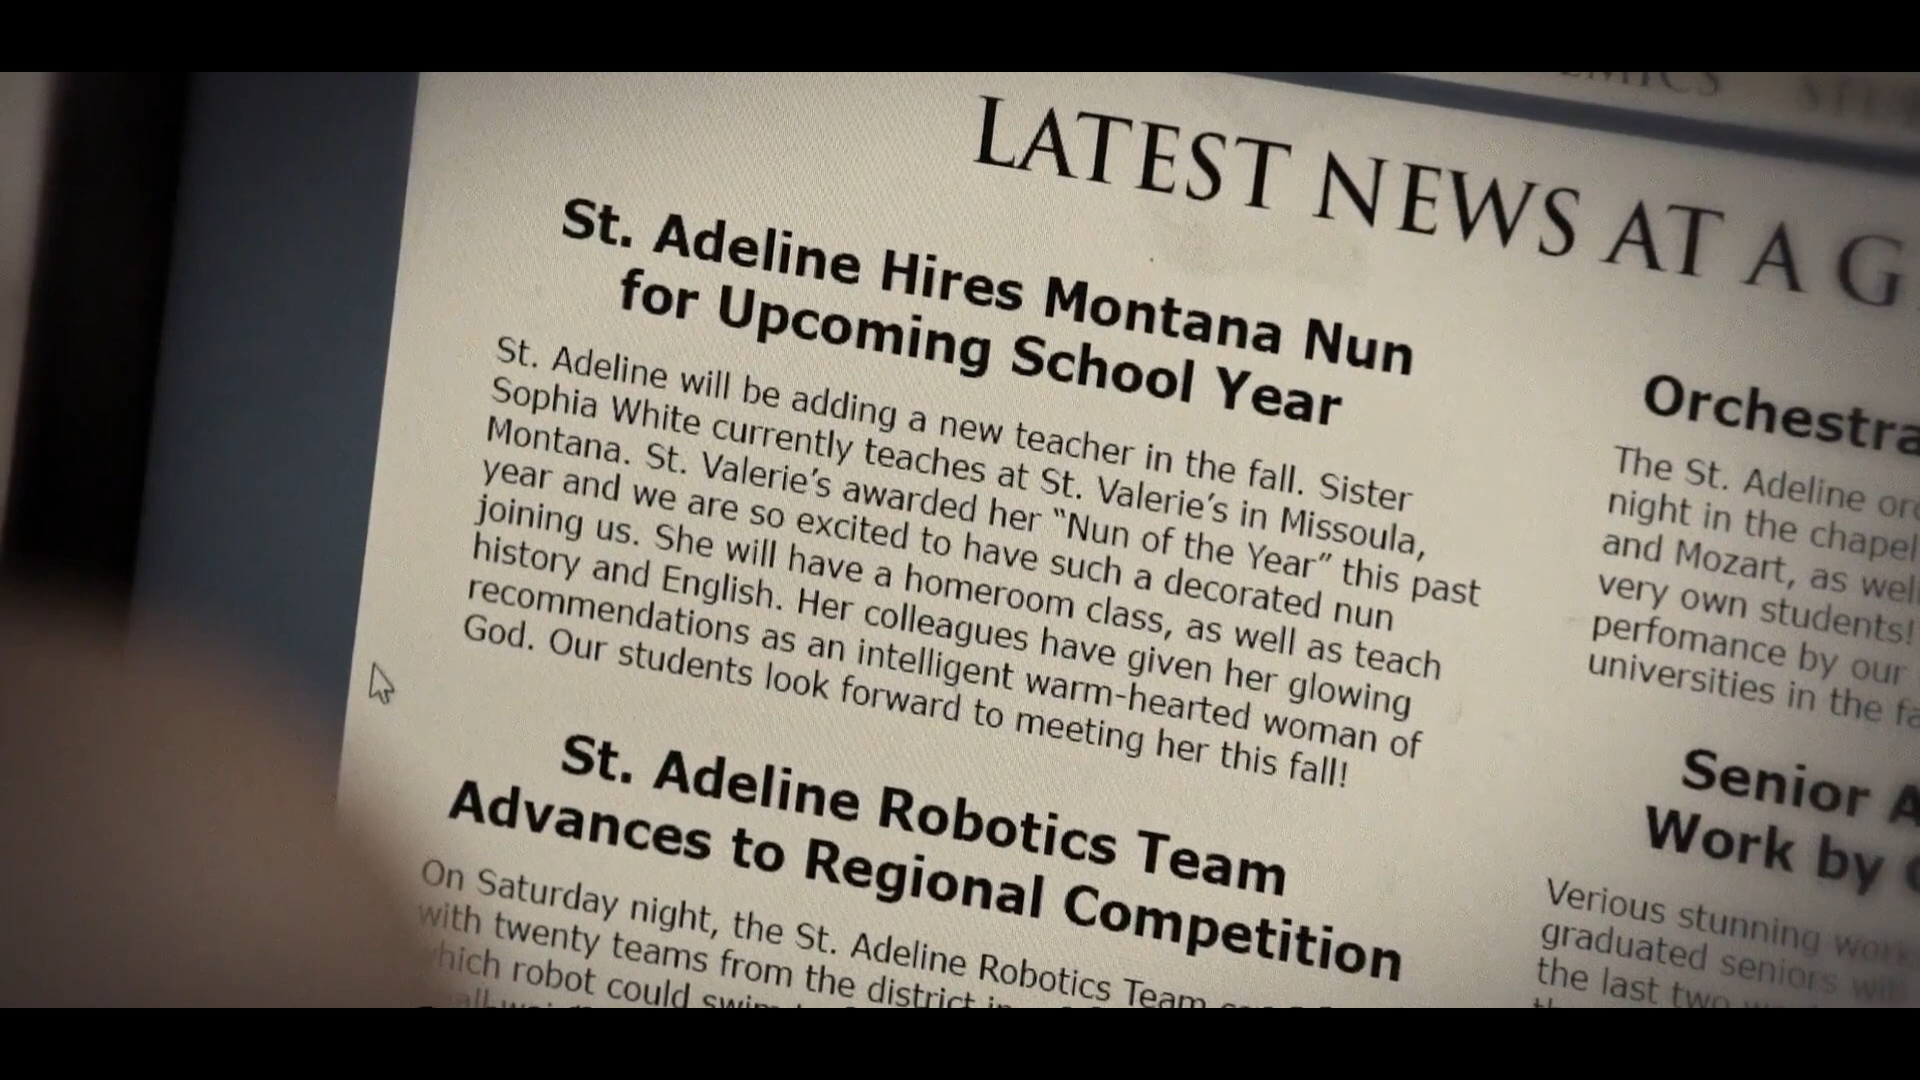 EMICS
LATEST NEWS AT A G
St. Adeline Hires Montana Nun
for Upcoming School Year
St. Adeline will be adding a new teacher in the fall. Sister
Sophia White currently teaches at St. Valerie's in Missoula,
Montana. St. Valerie's awarded her "Nun of the Year" this past
year and we are so excited to have such a decorated nun
joining us. She will have a homeroom class, as well as teach
history and English. Her colleagues have given her glowing
recommendations as an intelligent warm-hearted woman of
God. Our students look forward to meeting her this fall!
St. Adeline Robotics Team
Advances to Regional Competition
On Saturday night, the St. Adeline Robotics Team
with twenty teams from the district in
which robot could swim
Orchestra
The St. Adeline orc
night in the chapel
and Mozart, as well
very own students!
perfomance by our
universities in the fa
Senior A
Work by
Verious stunning work
graduated seniors will
the last two